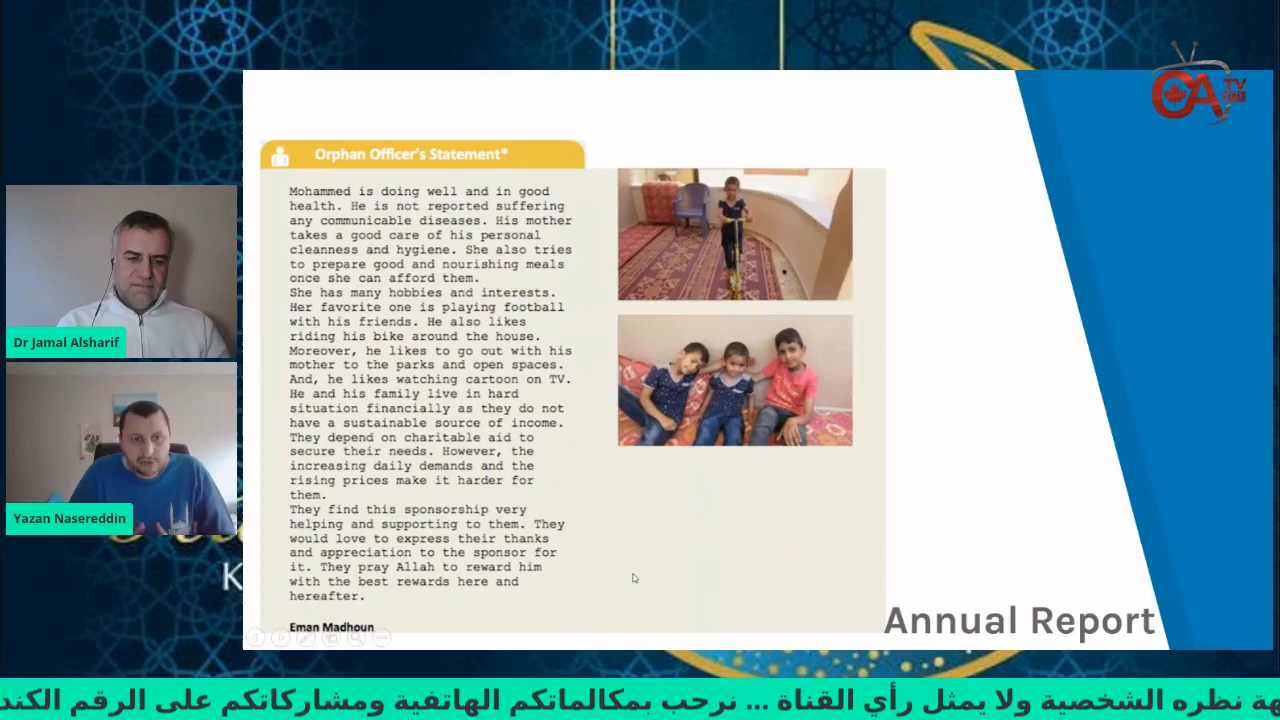 Orphan Officer's Statement*
Mohammed is doing well and in good
health. He is not reported suffering
any communicable diseases. His mother
takes a good care of his personal
cleanness and hygiene. She also tries
to prepare good and nourishing meals
once she can afford them.
She has many hobbies and interests.
Her favorite one is playing football
with his friends. He also likes
riding his bike around the house.
Moreover, he likes to go out with his
mother to the parks and open spaces.
And, he likes watching cartoon on TV.
He and his family live in hard
situation financially as they do not
have a sustainable source of income.
They depend on charitable aid to
secure their needs. However, the
increasing daily demands and the
rising prices make it harder for
them.
They find this sponsorship very
helping and supporting to them. They
would love to express their thanks
and appreciation to the sponsor for
it. They pray Allah to reward him
with the best rewards here and
hereafter.
Eman Madhoun
Annual Report
Dr Jamal Alsharif
Yazan Nasereddin
K
TV
نظره الشخصية ولا يمثل رأي القناة ... نرحب بمكالماتكم الهاتفية ومشاركاتكم على الرقم